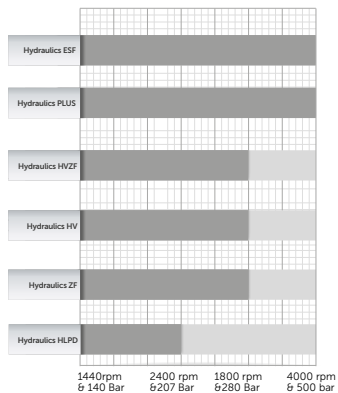 Hydraulics ESF
Hydraulics PLUS
Hydraulics HVZF
Hydraulics HV
Hydraulics ZF
Hydraulics HLPD
1440rpm 2400 rpm 1800 rpm 4000 rpm
& 140 Bar &207 Bar &280 Bar & 500 bar